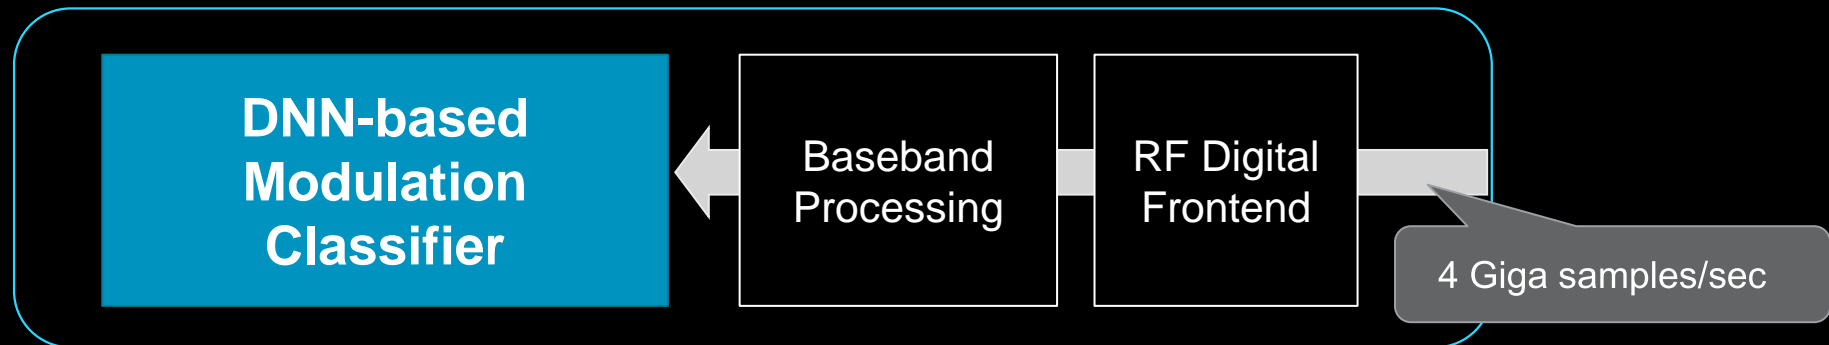 DNN-based
Modulation
Classifier
Baseband
Processing
RF Digital
Frontend
4 Giga samples/sec